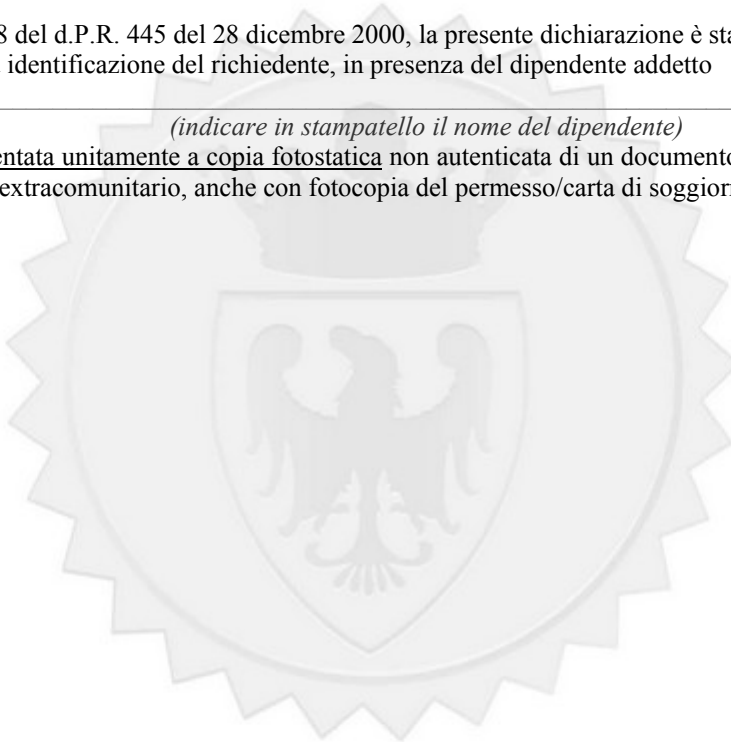 8 del d.P.R. 445 del 28 dicembre 2000, la presente dichiarazione è sta
identificazione del richiedente, in presenza del dipendente addetto
(indicare in stampatello il nome del dipendente)
entata unitamente a copia fotostatica non autenticata di un documento
extracomunitario, anche con fotocopia del permesso/carta di soggior